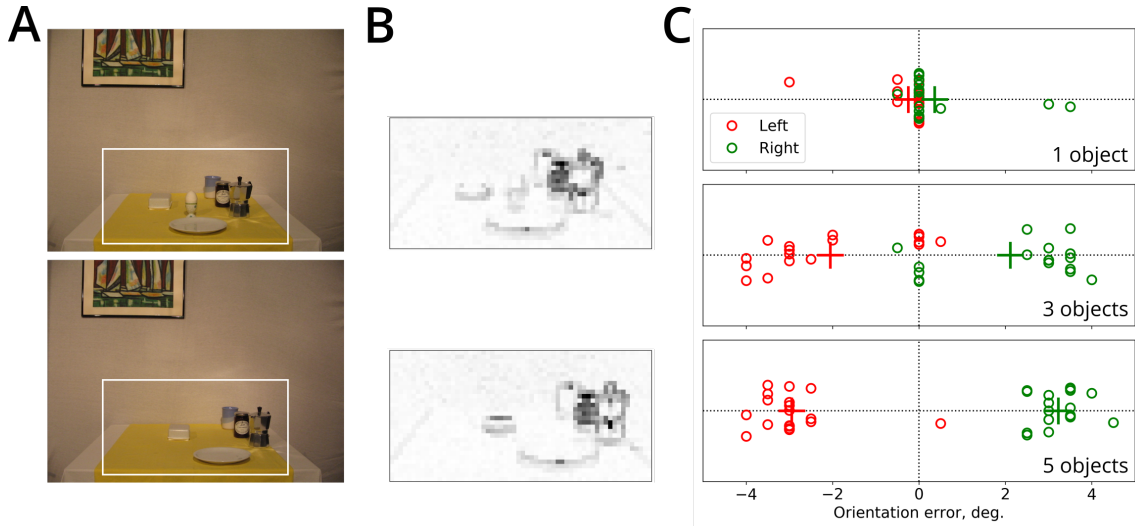 A
B
C
Left
Right
1 object
3 objects
5 objects
−4
−2
0
2
4
Orientation error, deg.